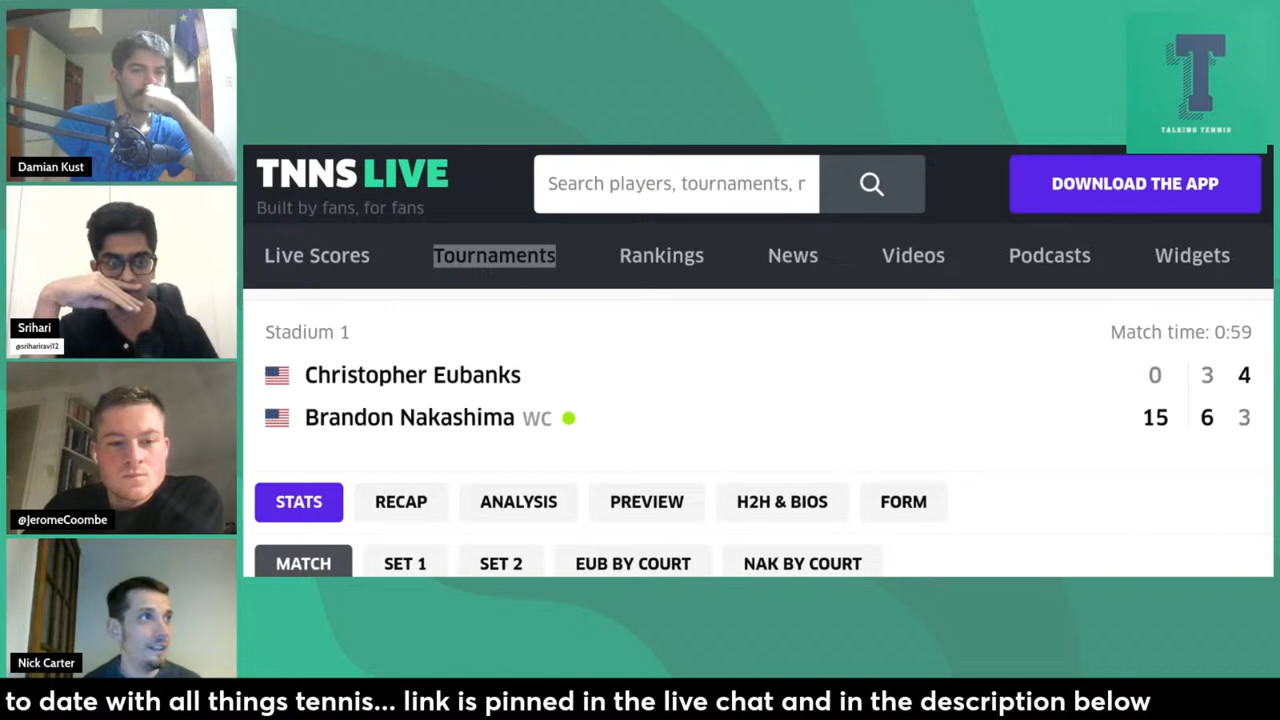 Damian Kust
Srihari
@srihariravi12
@JeromeCoombe
Nick Carter
T
TALKING TENNIS
TNNS LIVE
Built by fans, for fans
Search players, tournaments, r
DOWNLOAD THE APP
Live Scores Tournaments Rankings News Videos Podcasts Widgets
Stadium 1 Match time: 0:59
Christopher Eubanks 0 3 4
Brandon Nakashima WC 15 6 3
STATS RECAP ANALYSIS PREVIEW H2H & BIOS FORM
MATCH SET 1 SET 2 EUB BY COURT NAK BY COURT
to date with all things tennis... link is pinned in the live chat and in the description below